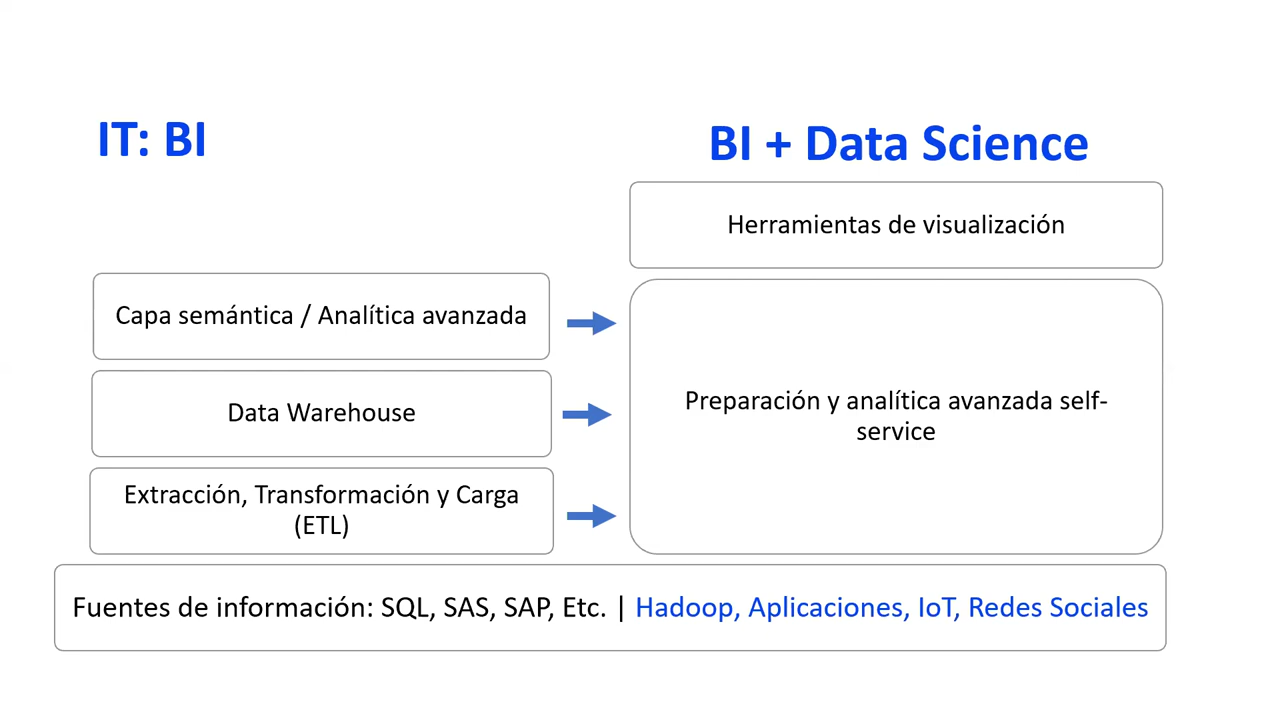 IT: BI
BI + Data Science
Herramientas de visualización
Capa semántica / Analítica avanzada
Data Warehouse
Extracción, Transformación y Carga
(ETL)
Preparación y analítica avanzada self-
service
Fuentes de información: SQL, SAS, SAP, Etc. | Hadoop, Aplicaciones, IoT, Redes Sociales